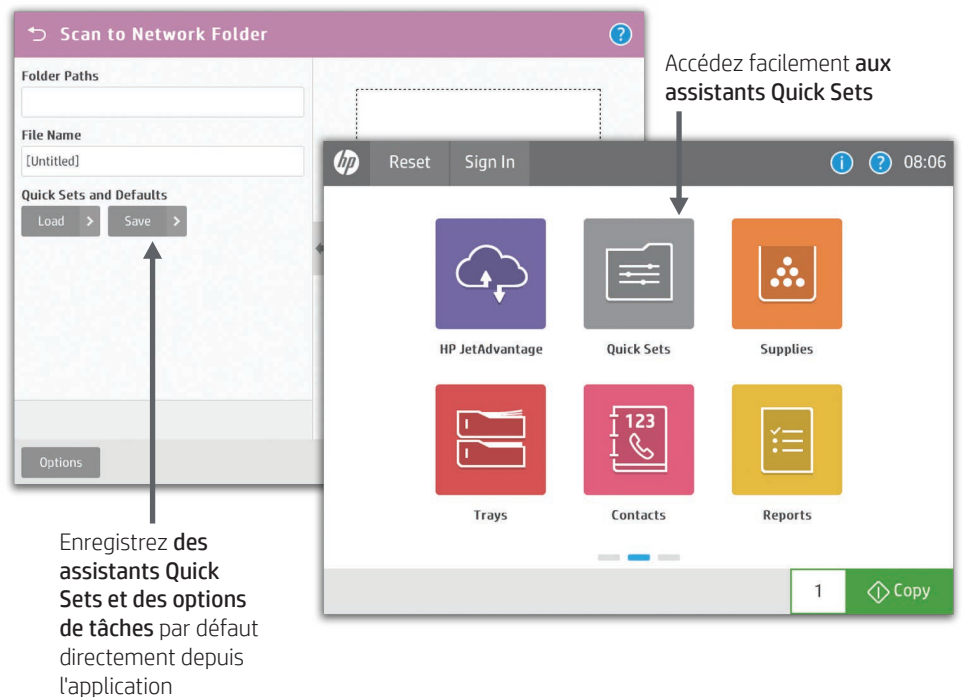 Scan to Network Folder
?
Folder Paths
File Name
[Untitled]
Quick Sets and Defaults
Load >
Save >
Options
Accédez facilement aux
assistants Quick Sets
hp
Reset
Sign In
i
?
08:06
HP JetAdvantage
Quick Sets
Supplies
123
Trays
Contacts
Reports
1
Copy
Enregistrez des
assistants Quick
Sets et des options
de tâches par défaut
directement depuis
l'application